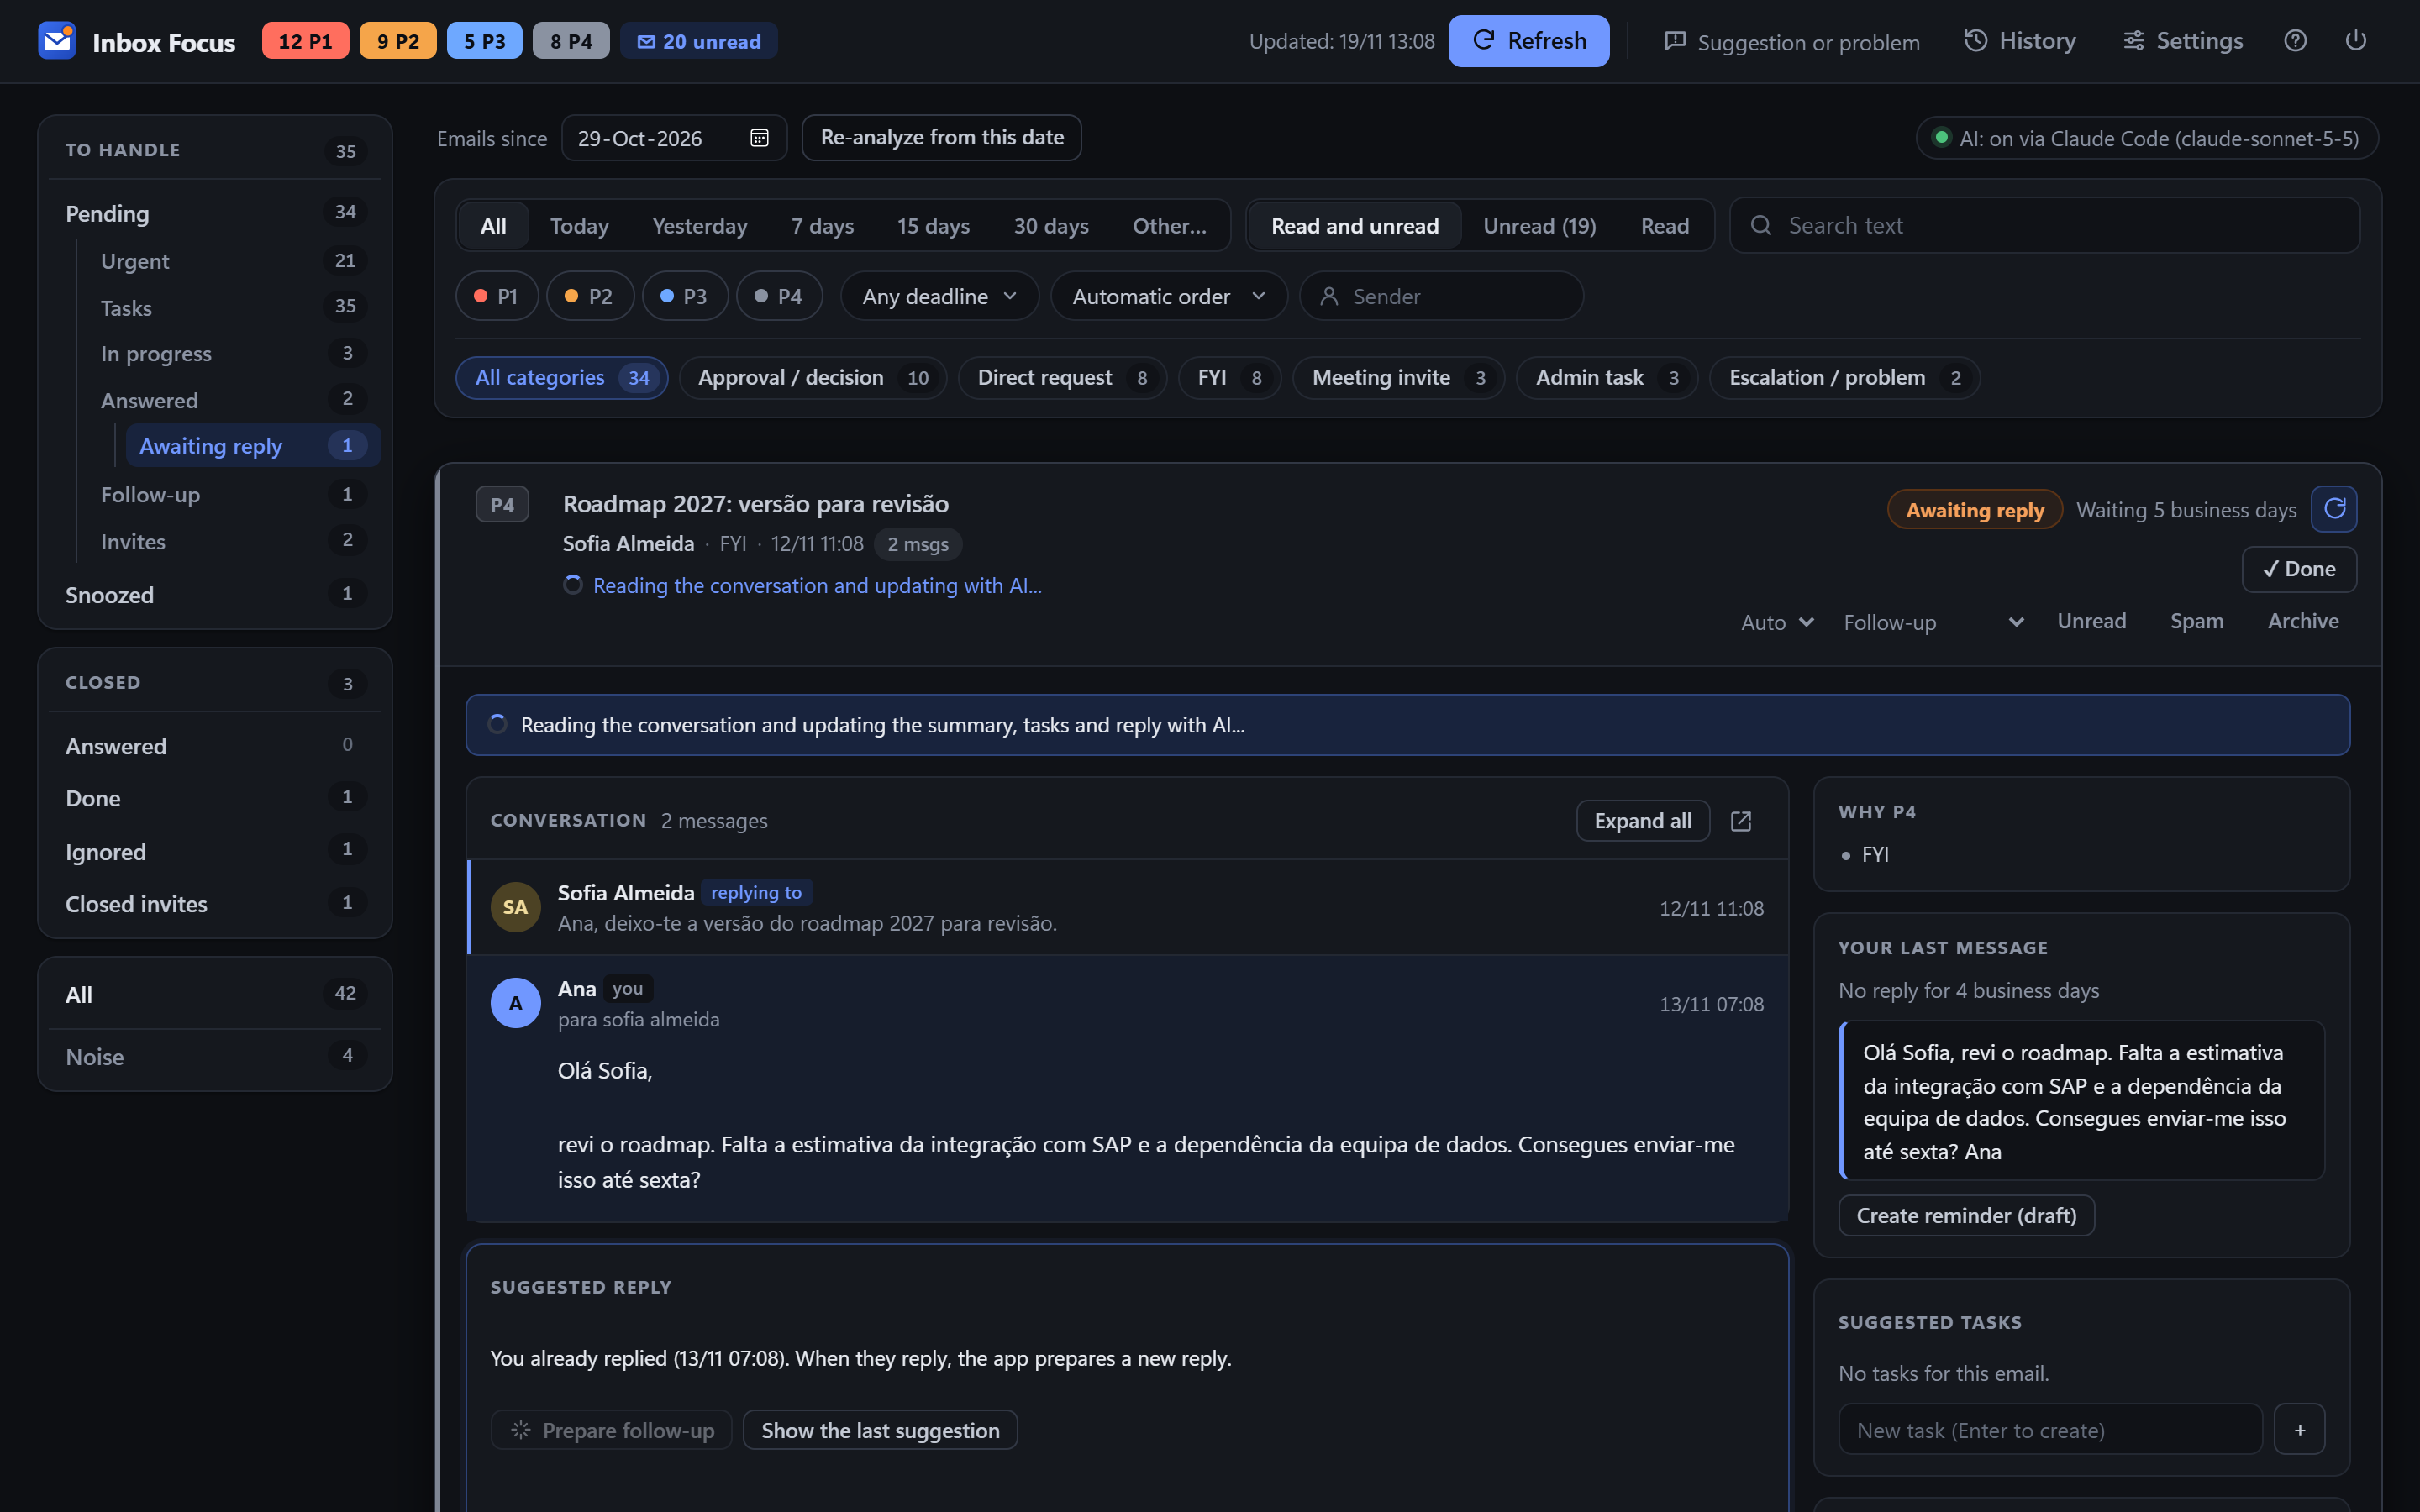 Inbox Focus
12 P1
9 P2
5 P3
8 P4
20 unread
Updated: 19/11 13:08
Refresh
Suggestion or problem
History
Settings
TO HANDLE 35
Pending 34
Urgent 21
Tasks 35
In progress 3
Answered 2
Awaiting reply 1
Follow-up 1
Invites 2
Snoozed 1
CLOSED 3
Answered 0
Done 1
Ignored 1
Closed invites 1
All 42
Noise 4
Emails since 29-Oct-2026 Re-analyze from this date
AI: on via Claude Code (claude-sonnet-5-5)
All Today Yesterday 7 days 15 days 30 days Other...
Read and unread Unread (19) Read
Search text
P1 P2 P3 P4 Any deadline Automatic order Sender
All categories 34 Approval / decision 10 Direct request 8 FYI 8 Meeting invite 3 Admin task 3 Escalation / problem 2
P4 Roadmap 2027: versão para revisão
Sofia Almeida · FYI · 12/11 11:08 2 msgs
Reading the conversation and updating with AI...
Awaiting reply Waiting 5 business days
✓ Done
Auto Follow-up Unread Spam Archive
Reading the conversation and updating the summary, tasks and reply with AI...
CONVERSATION 2 messages Expand all
SA Sofia Almeida replying to 12/11 11:08
Ana, deixo-te a versão do roadmap 2027 para revisão.
A Ana you 13/11 07:08
para sofia almeida
Olá Sofia,
revi o roadmap. Falta a estimativa da integração com SAP e a dependência da equipa de dados. Consegues enviar-me
isso até sexta?
SUGGESTED REPLY
You already replied (13/11 07:08). When they reply, the app prepares a new reply.
Prepare follow-up Show the last suggestion
WHY P4
• FYI
YOUR LAST MESSAGE
No reply for 4 business days
Olá Sofia, revi o roadmap. Falta a estimativa
da integração com SAP e a dependência da
equipa de dados. Consegues enviar-me isso
até sexta? Ana
Create reminder (draft)
SUGGESTED TASKS
No tasks for this email.
New task (Enter to create) +